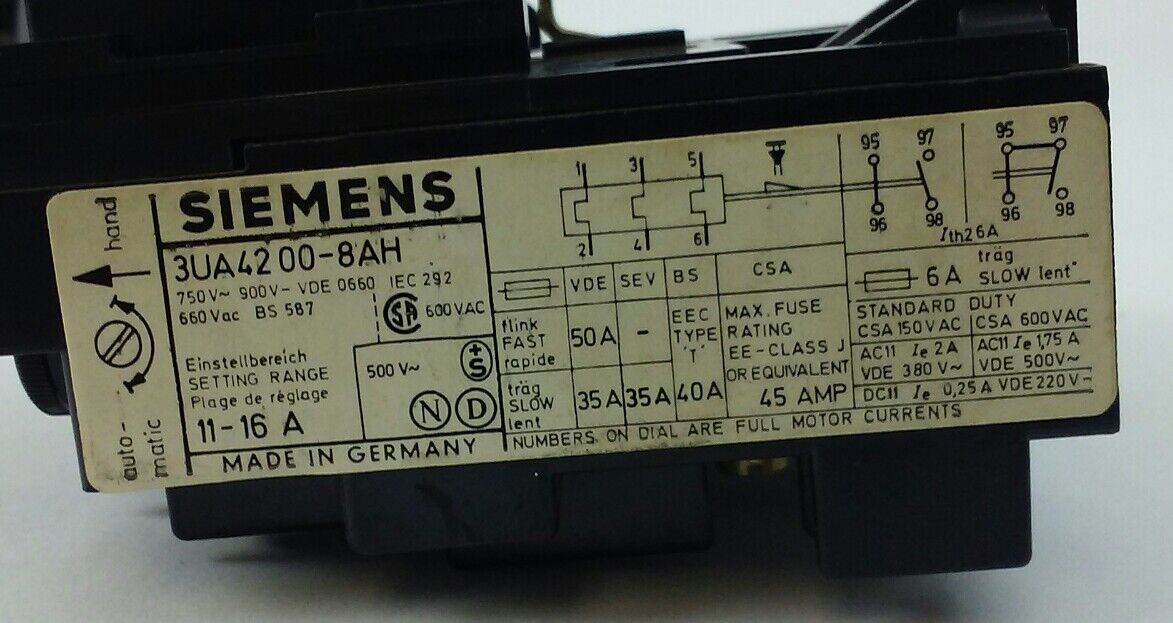 hand
auto-
matic
SIEMENS
3UA42 00-8AH
750V~ 900V- VDE 0660 IEC 292
660Vac BS 587
SA 600VAC
Einstellbereich
SETTING RANGE
Plage de réglage
11-16 A
500 V~
+S
N D
MADE IN GERMANY
1 3 5
2 4 6
95 97
96 98
95 97
96 98
Ith2 6A
VDE SEV BS CSA
flink
FAST
rapide
50A -
träg
SLOW
lent
35A 35A 40A
EEC
TYPE
"T"
MAX. FUSE
RATING
EE-CLASS J
OR EQUIVALENT
45 AMP
6 A
träg
SLOW lent"
STANDARD DUTY
CSA 150VAC CSA 600VAC
AC11 Ie 2A AC11 Ie 1,75 A
VDE 380V~ VDE 500V~
DC11 Ie 0,25A VDE 220V-
NUMBERS. ON DIAL ARE FULL MOTOR CURRENTS